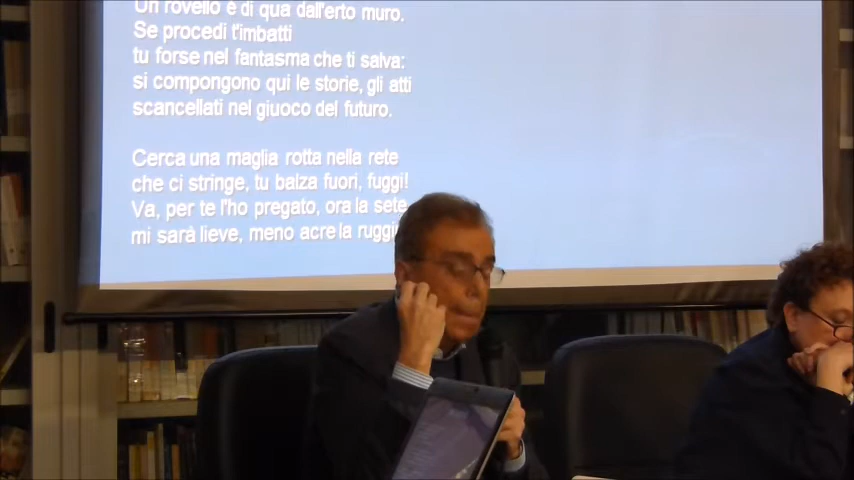 Un rovello è di qua dall'erto muro.
Se procedi t'imbatti
tu forse nel fantasma che ti salva:
si compongono qui le storie, gli atti
scancellati nel giuoco del futuro.
Cerca una maglia rotta nella rete
che ci stringe, tu balza fuori, fuggi!
Va, per te l'ho pregato, ora la sete
mi sarà lieve, meno acre la